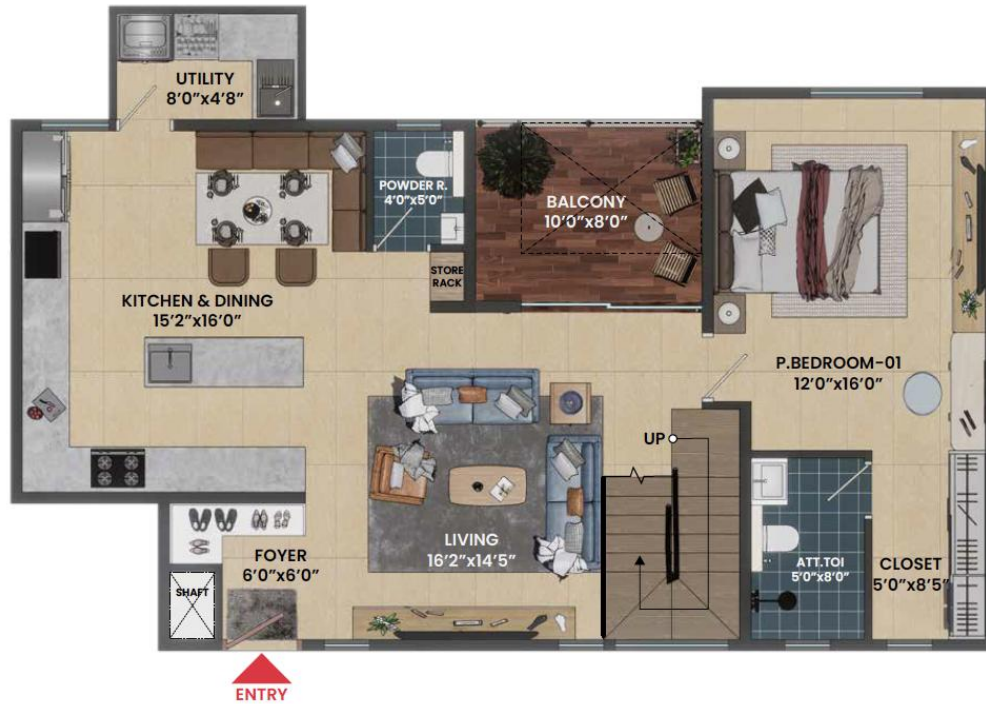 UTILITY
8'0"x4'8"
POWDER R.
4'0"x5'0"
BALCONY
10'0"x8'0"
STORE
RACK
KITCHEN & DINING
15'2"x16'0"
P.BEDROOM-01
12'0"x16'0"
UP
LIVING
16'2"x14'5"
FOYER
6'0"x6'0"
SHAFT
ATT.TOI
5'0"x8'0"
CLOSET
5'0"x8'5"
ENTRY